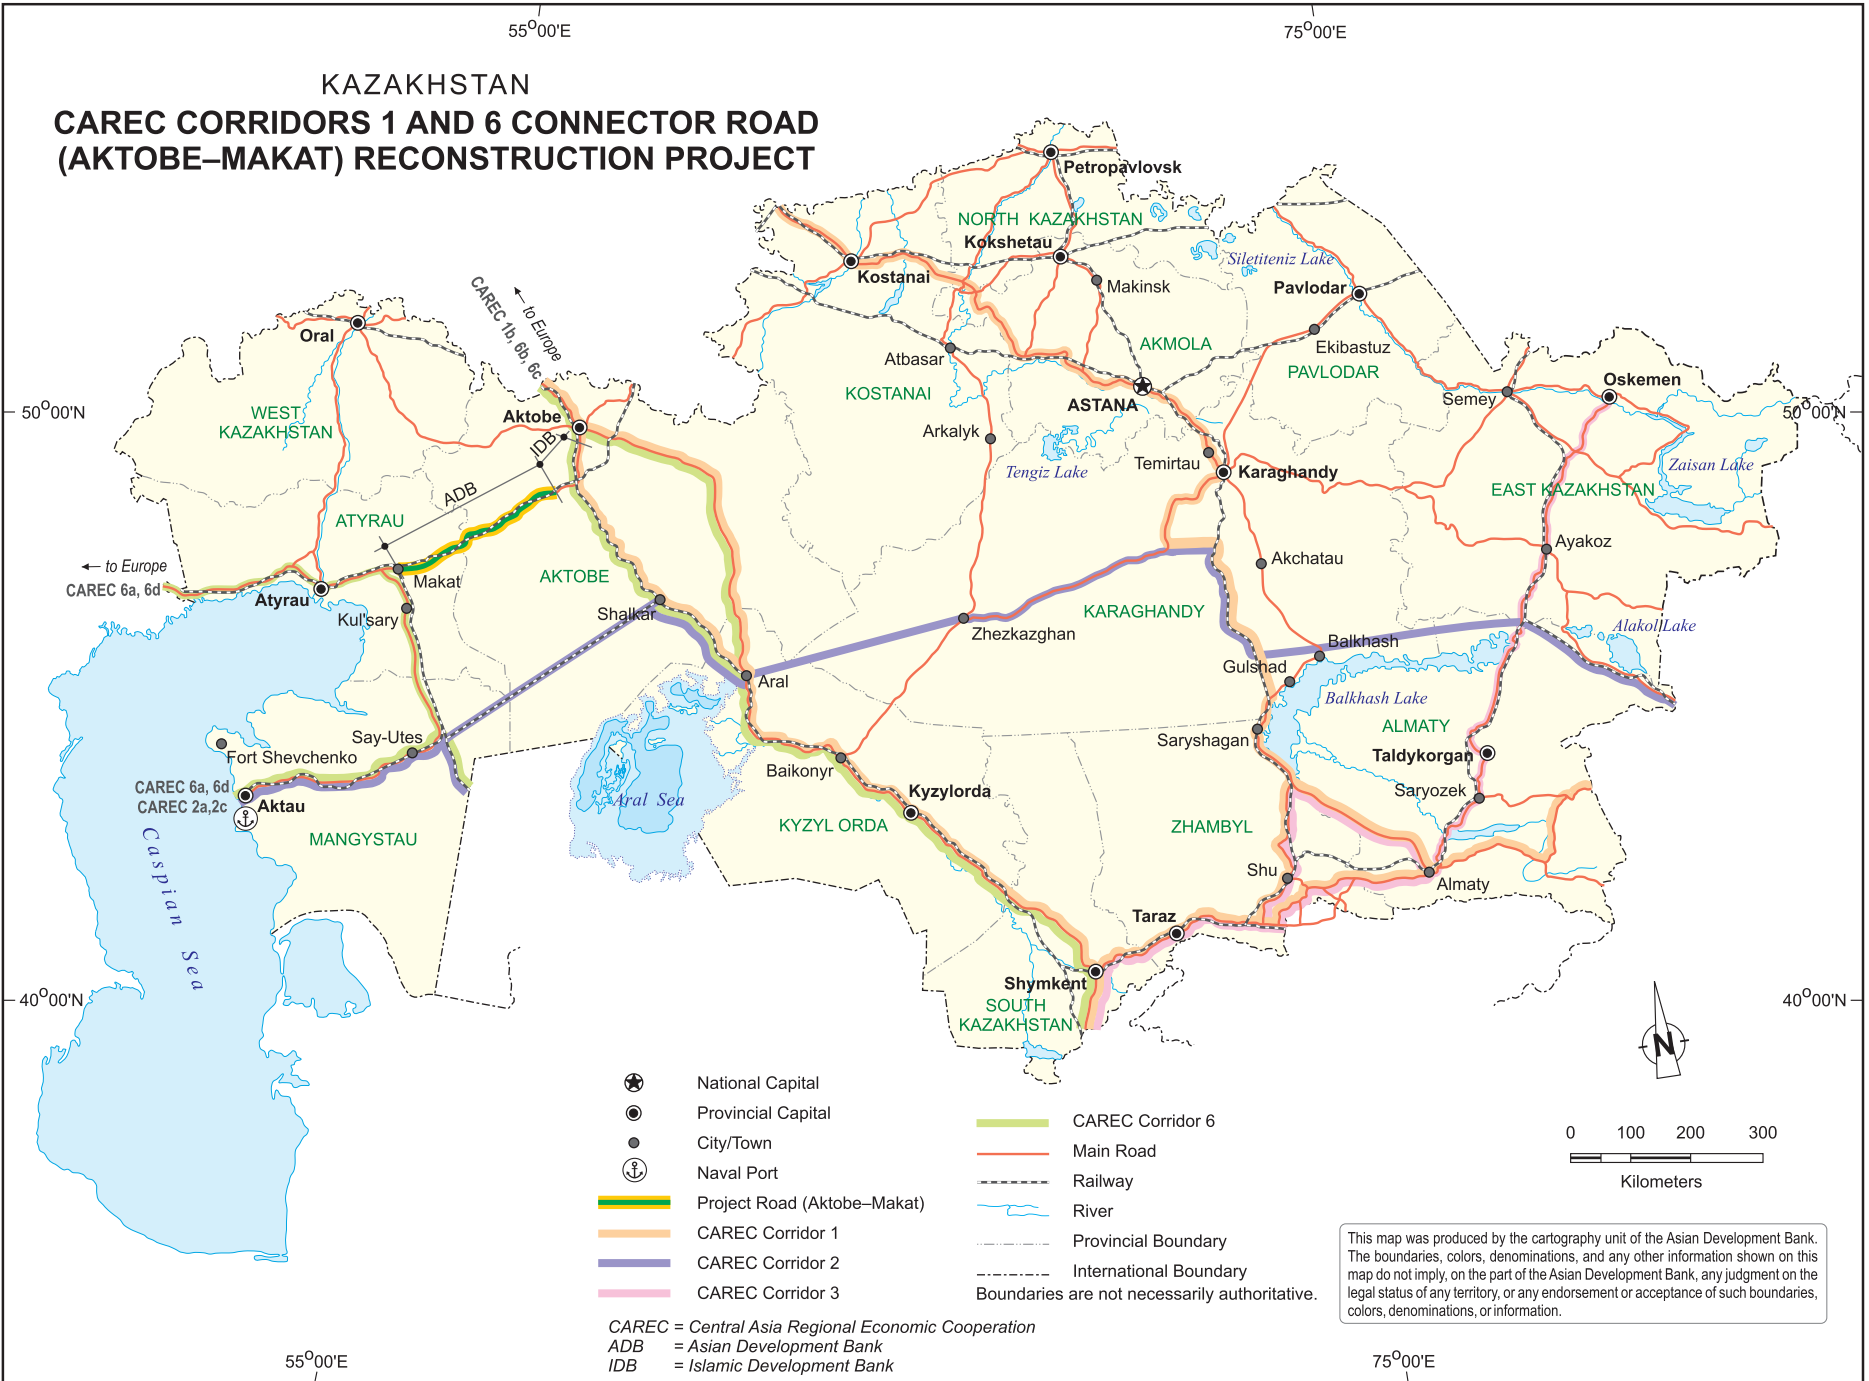 55°00'E
75°00'E
KAZAKHSTAN
CAREC CORRIDORS 1 AND 6 CONNECTOR ROAD
(AKTOBE–MAKAT) RECONSTRUCTION PROJECT
Petropavlovsk
NORTH KAZAKHSTAN
Kokshetau
Siletiteniz Lake
Kostanai
Makinsk
Pavlodar
to Europe
CAREC 1b, 6b, 6c
Oral
Atbasar
AKMOLA
Ekibastuz
PAVLODAR
KOSTANAI
Oskemen
ASTANA
Semey
50°00'N
50°00'N
WEST
KAZAKHSTAN
Aktobe
IDB
Arkalyk
Temirtau
Tengiz Lake
Karaghandy
Zaisan Lake
ADB
EAST KAZAKHSTAN
ATYRAU
Ayakoz
to Europe
CAREC 6a, 6d
Makat
AKTOBE
Akchatau
Atyrau
Kul'sary
Shalkar
KARAGHANDY
Zhezkazghan
Alakol Lake
Balkhash
Gulshad
Aral
Balkhash Lake
ALMATY
Say-Utes
Fort Shevchenko
Saryshagan
Taldykorgan
Baikonyr
CAREC 6a, 6d
CAREC 2a,2c
Aktau
Saryozek
Aral Sea
Kyzylorda
KYZYL ORDA
ZHAMBYL
MANGYSTAU
Caspian Sea
Shu
Almaty
Taraz
Shymkent
40°00'N
40°00'N
SOUTH
KAZAKHSTAN
N
National Capital
Provincial Capital
City/Town
Naval Port
Project Road (Aktobe–Makat)
CAREC Corridor 1
CAREC Corridor 2
CAREC Corridor 3
CAREC Corridor 6
Main Road
Railway
River
Provincial Boundary
International Boundary
Boundaries are not necessarily authoritative.
0 100 200 300
Kilometers
This map was produced by the cartography unit of the Asian Development Bank.
The boundaries, colors, denominations, and any other information shown on this
map do not imply, on the part of the Asian Development Bank, any judgment on the
legal status of any territory, or any endorsement or acceptance of such boundaries,
colors, denominations, or information.
CAREC = Central Asia Regional Economic Cooperation
ADB = Asian Development Bank
IDB = Islamic Development Bank
55°00'E
75°00'E